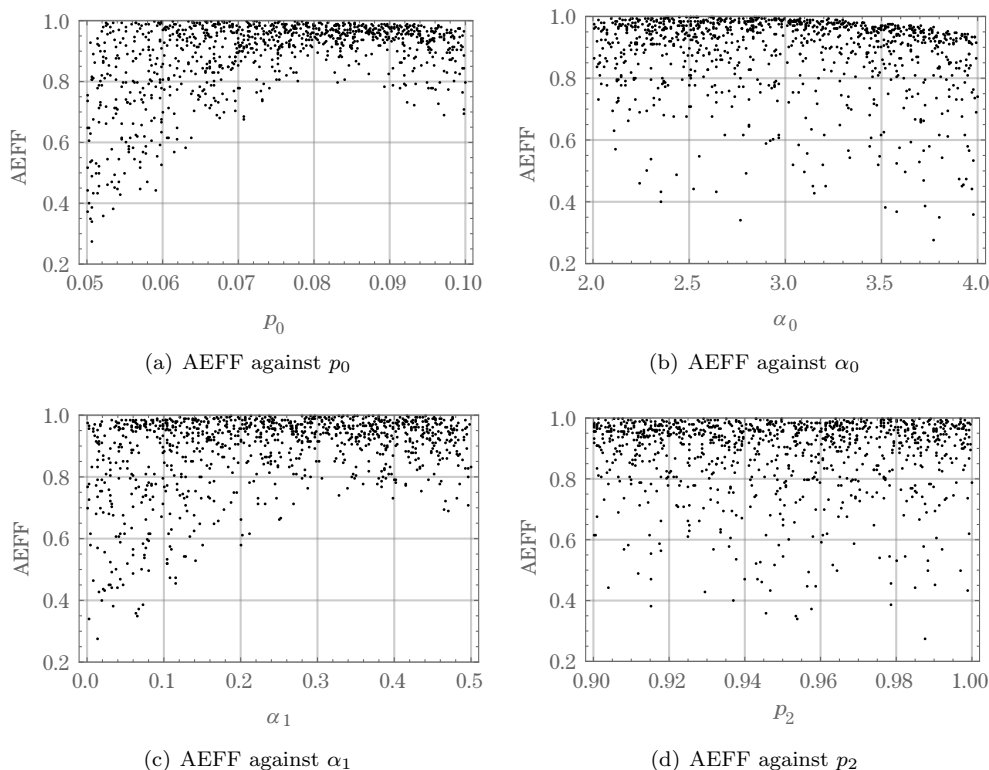 1.0
0.8
0.6
0.4
0.2
AEFF
0.05 0.06 0.07 0.08 0.09 0.10
p0
(a) AEFF against p0
1.0
0.8
0.6
0.4
0.2
AEFF
2.0 2.5 3.0 3.5 4.0
α0
(b) AEFF against α0
1.0
0.8
0.6
0.4
0.2
AEFF
0.0 0.1 0.2 0.3 0.4 0.5
α1
(c) AEFF against α1
1.0
0.8
0.6
0.4
0.2
AEFF
0.90 0.92 0.94 0.96 0.98 1.00
p2
(d) AEFF against p2